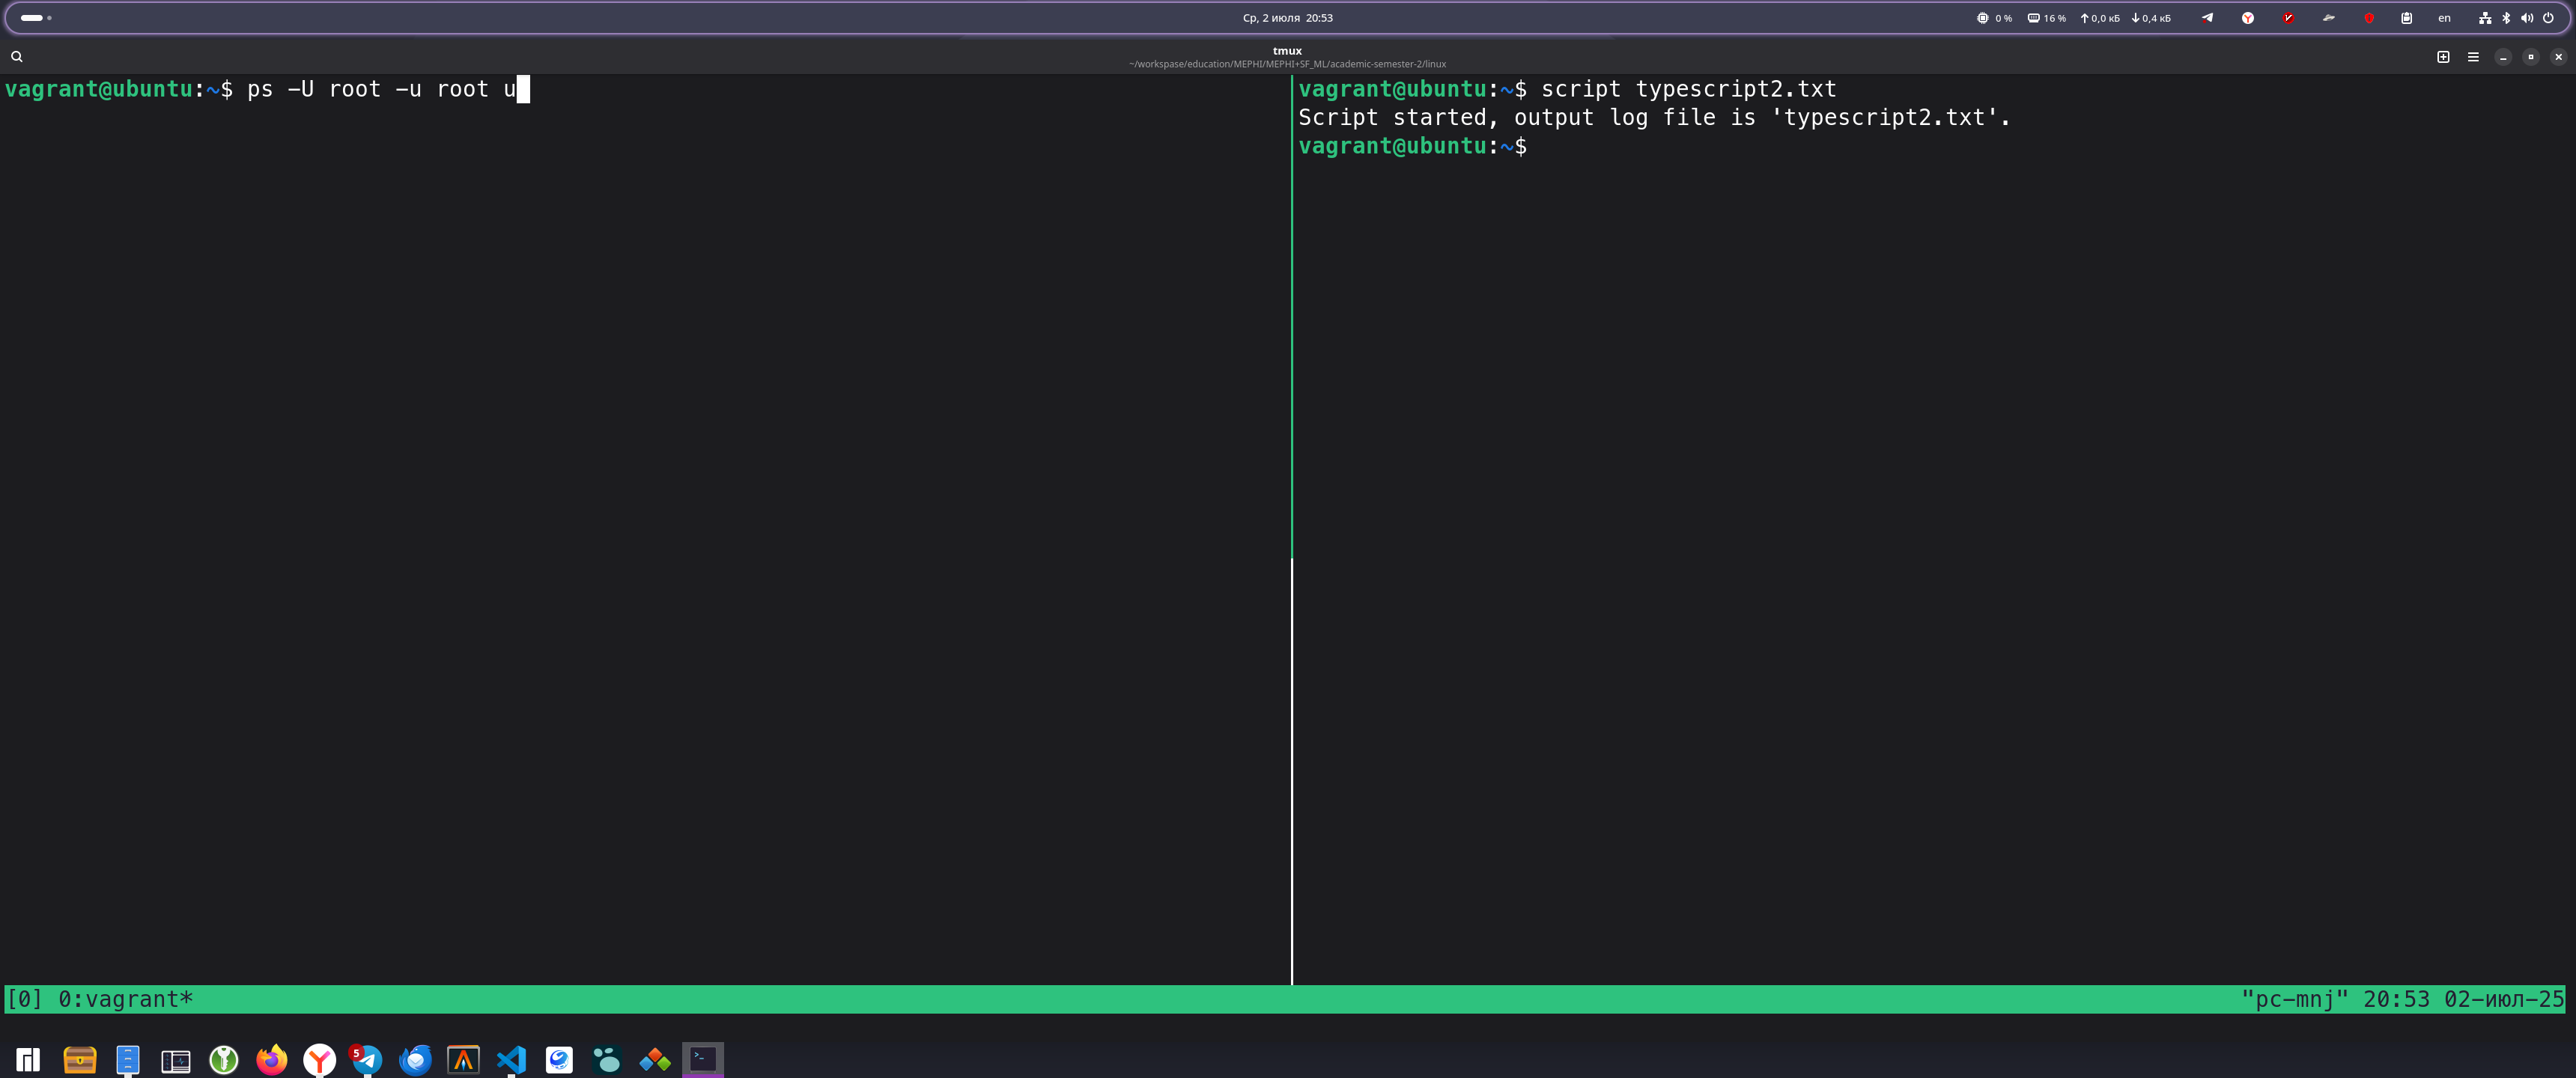 Ср, 2 июля 20:53
0 % 16 % 0,0 кБ 0,4 кБ en
tmux
~/workspase/education/MEPHI/MEPHI+SF_ML/academic-semester-2/linux
vagrant@ubuntu:~$ ps -U root -u root u
vagrant@ubuntu:~$ script typescript2.txt
Script started, output log file is 'typescript2.txt'.
vagrant@ubuntu:~$
[0] 0:vagrant*
"pc-mnj" 20:53 02-июл-25
5